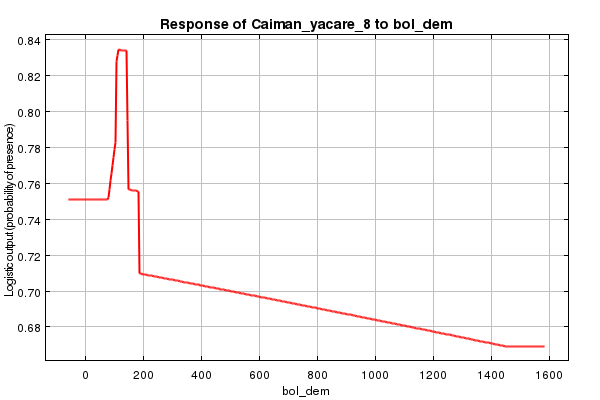 Response of Caiman_yacare_8 to bol_dem
Logistic output (probability of presence)
0.84
0.82
0.80
0.78
0.76
0.74
0.72
0.70
0.68
0 200 400 600 800 1000 1200 1400 1600
bol_dem